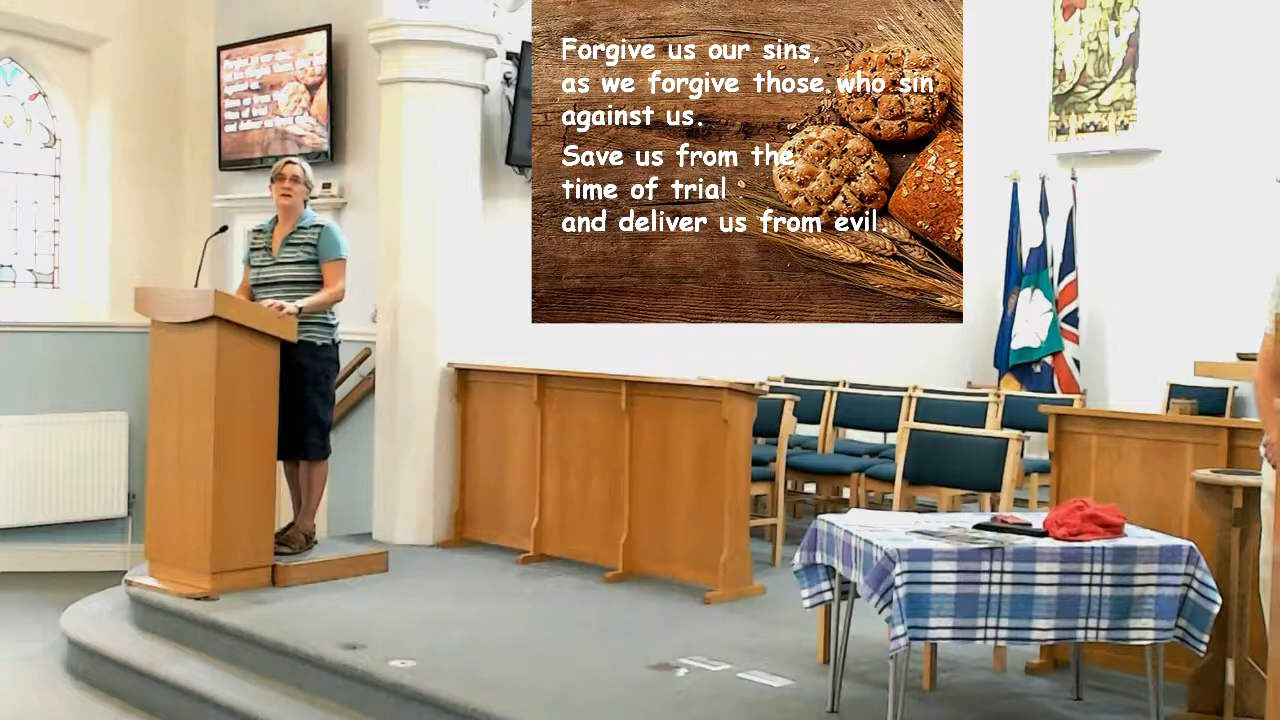 Forgive us our sins,
as we forgive those who sin
against us.
Save us from the
time of trial
and deliver us from evil.